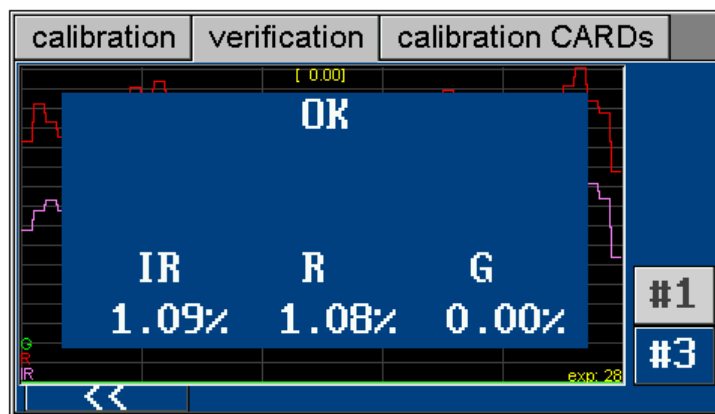 calibration verification calibration CARDs
[ 0.00]
OK
IR R G
1.09% 1.08% 0.00%
#1
#3
G
R
IR
exp: 28
<<